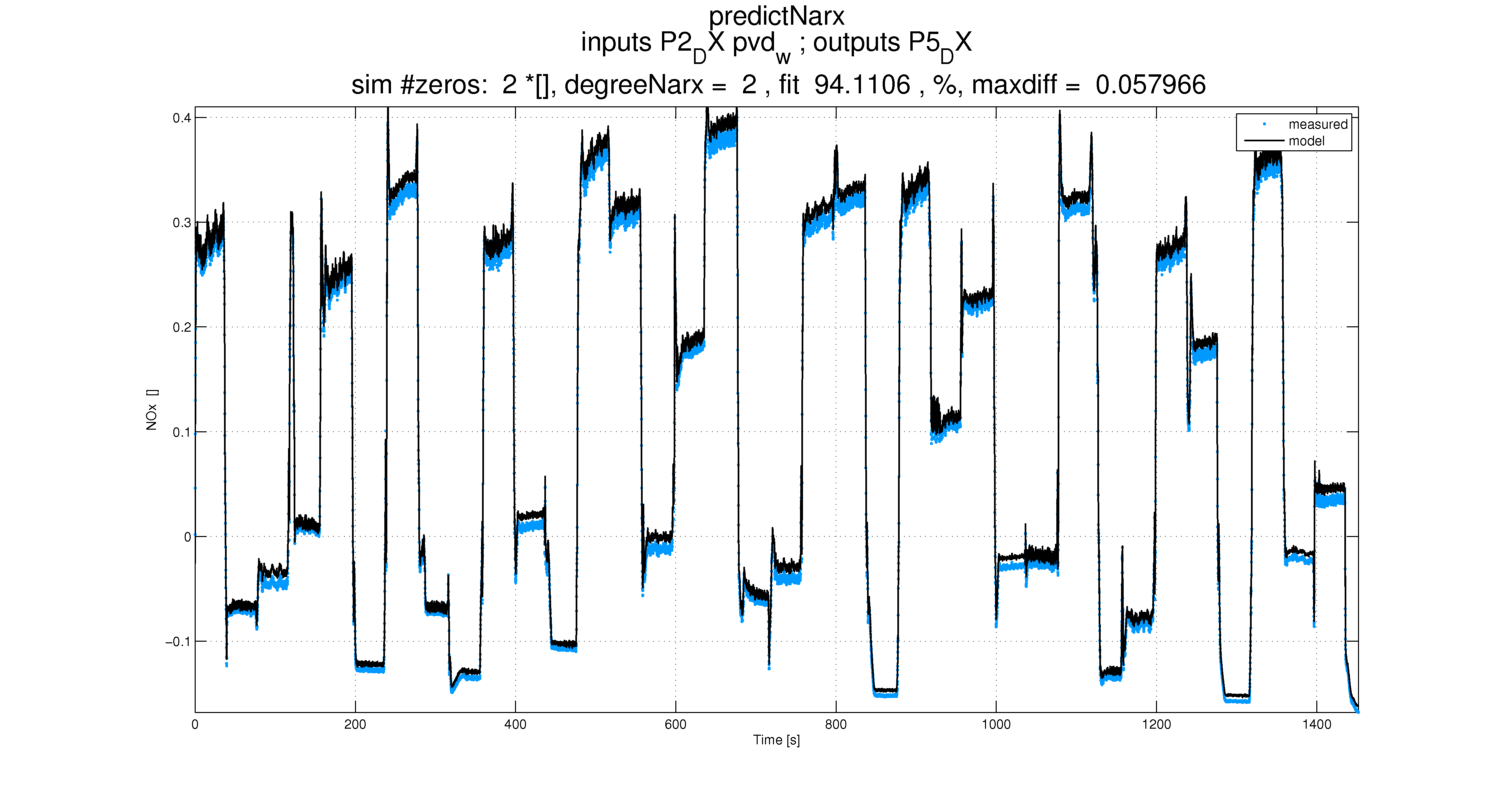 predictNarx
inputs P2_DX pvd_w ; outputs P5_DX
sim #zeros: 2 *[], degreeNarx = 2 , fit 94.1106 , %, maxdiff = 0.057966
measured
model
0.4
0.3
0.2
0.1
0
−0.1
NOx []
0 200 400 600 800 1000 1200 1400
Time [s]